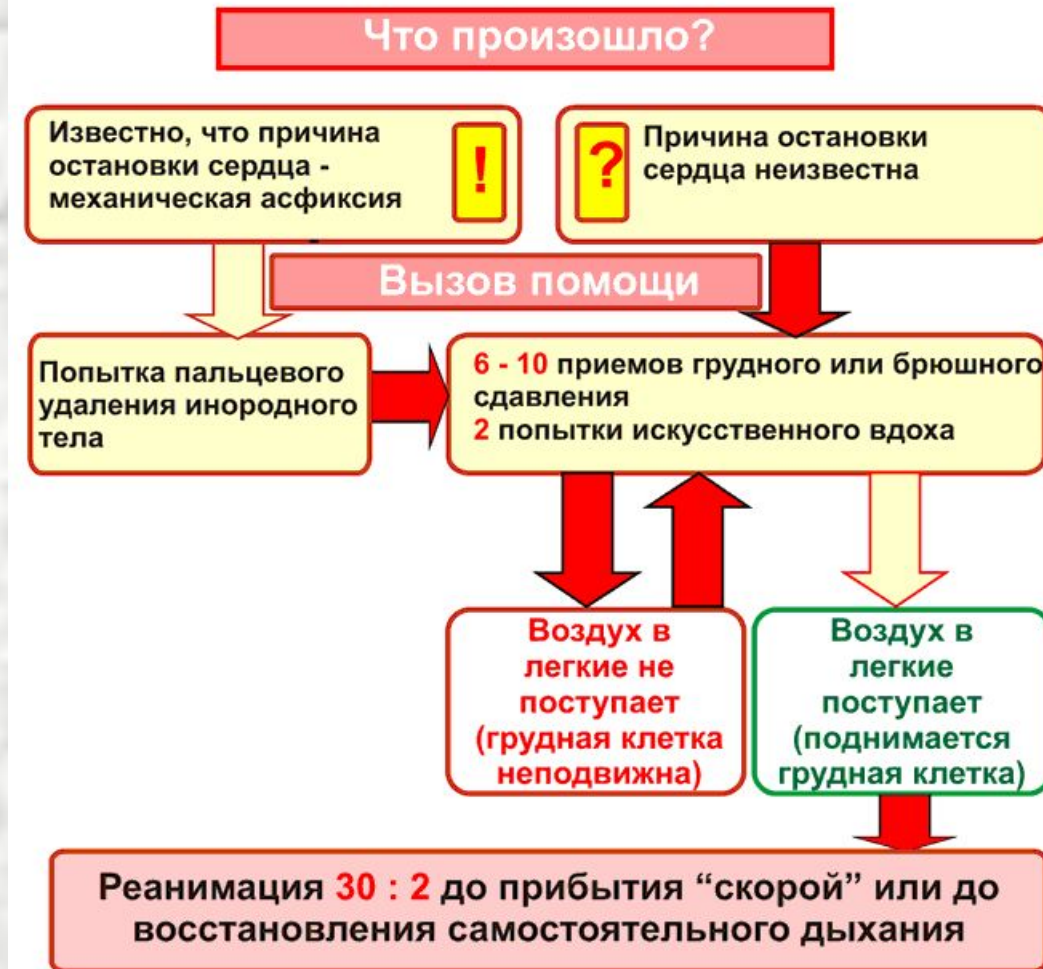 Что произошло?
Известно, что причина
остановки сердца -
механическая асфиксия
!
?
Причина остановки
сердца неизвестна
Вызов помощи
Попытка пальцевого
удаления инородного
тела
6 - 10 приемов грудного или брюшного
сдавления
2 попытки искусственного вдоха
Воздух в
легкие не
поступает
(грудная клетка
неподвижна)
Воздух в
легкие
поступает
(поднимается
грудная клетка)
Реанимация 30 : 2 до прибытия “скорой” или до
восстановления самостоятельного дыхания